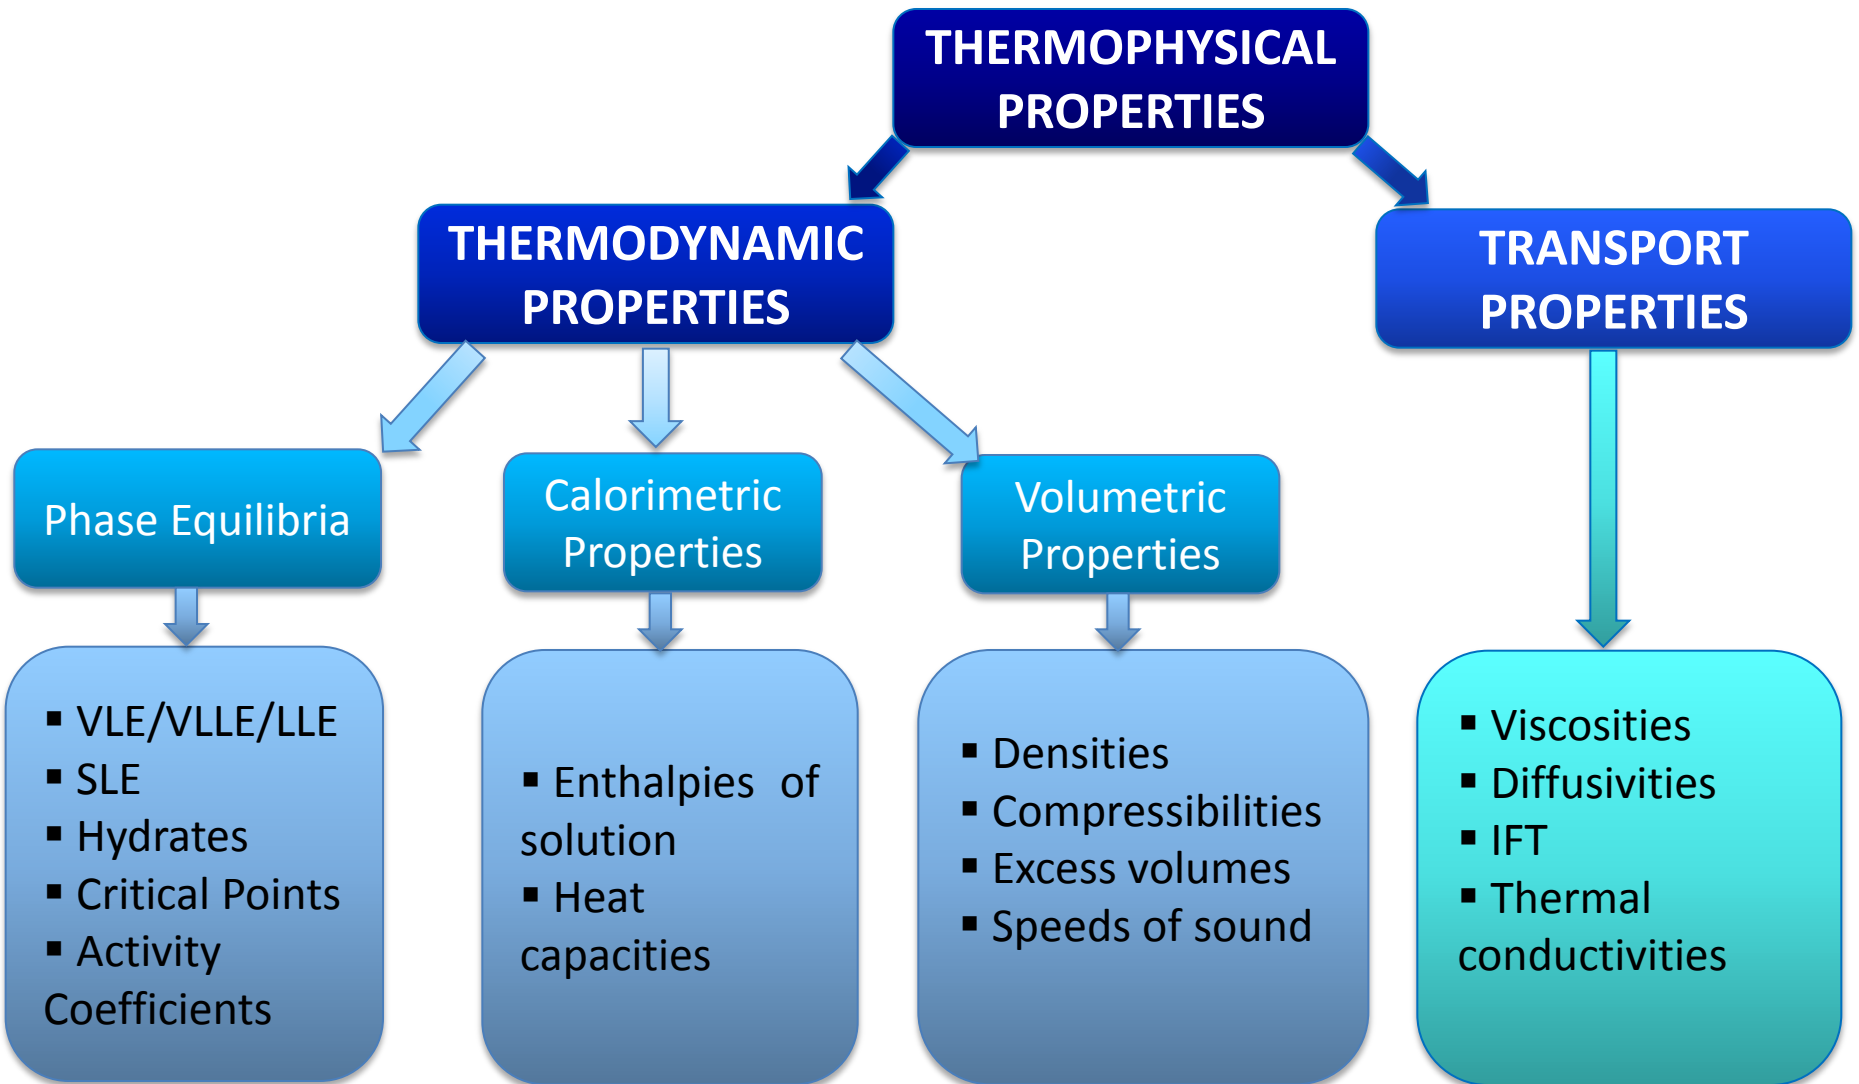 THERMOPHYSICAL
PROPERTIES
THERMODYNAMIC
PROPERTIES
TRANSPORT
PROPERTIES
Phase Equilibria
Calorimetric
Properties
Volumetric
Properties
▪ VLE/VLLE/LLE
▪ SLE
▪ Hydrates
▪ Critical Points
▪ Activity
Coefficients
▪ Enthalpies of
solution
▪ Heat
capacities
▪ Densities
▪ Compressibilities
▪ Excess volumes
▪ Speeds of sound
▪ Viscosities
▪ Diffusivities
▪ IFT
▪ Thermal
conductivities